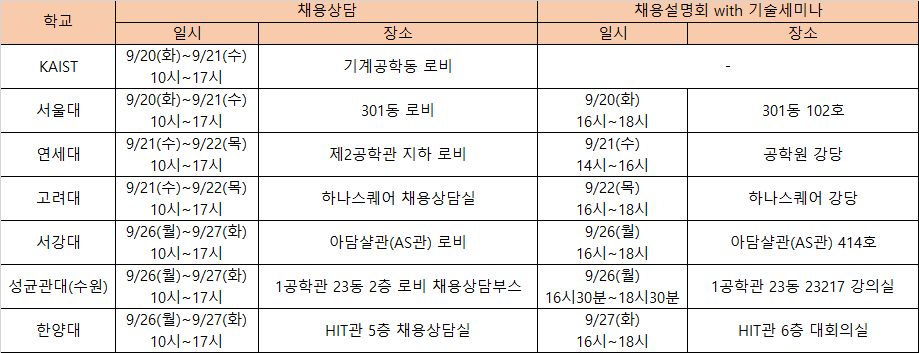 학교 채용상담 채용설명회 with 기술세미나
일시 장소 일시 장소
KAIST 9/20(화)~9/21(수) 10시~17시 기계공학동 로비 -
서울대 9/20(화)~9/21(수) 10시~17시 301동 로비 9/20(화) 16시~18시 301동 102호
연세대 9/21(수)~9/22(목) 10시~17시 제2공학관 지하 로비 9/21(수) 14시~16시 공학원 강당
고려대 9/21(수)~9/22(목) 10시~17시 하나스퀘어 채용상담실 9/22(목) 16시~18시 하나스퀘어 강당
서강대 9/26(월)~9/27(화) 10시~17시 아담샬관(AS관) 로비 9/26(월) 16시~18시 아담샬관(AS관) 414호
성균관대(수원) 9/26(월)~9/27(화) 10시~17시 1공학관 23동 2층 로비 채용상담부스 9/26(월) 16시30분~18시30분 1공학관 23동 23217 강의실
한양대 9/26(월)~9/27(화) 10시~17시 HIT관 5층 채용상담실 9/27(화) 16시~18시 HIT관 6층 대회의실